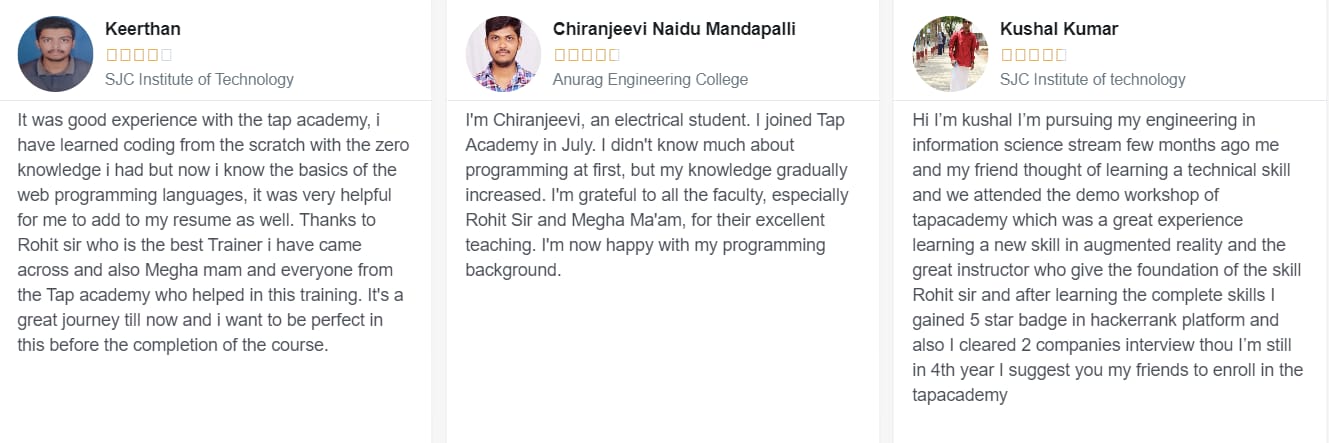 Keerthan
SJC Institute of Technology
It was good experience with the tap academy, i
have learned coding from the scratch with the zero
knowledge i had but now i know the basics of the
web programming languages, it was very helpful
for me to add to my resume as well. Thanks to
Rohit sir who is the best Trainer i have came
across and also Megha mam and everyone from
the Tap academy who helped in this training. It's a
great journey till now and i want to be perfect in
this before the completion of the course.
Chiranjeevi Naidu Mandapalli
Anurag Engineering College
I'm Chiranjeevi, an electrical student. I joined Tap
Academy in July. I didn't know much about
programming at first, but my knowledge gradually
increased. I'm grateful to all the faculty, especially
Rohit Sir and Megha Ma'am, for their excellent
teaching. I'm now happy with my programming
background.
Kushal Kumar
SJC Institute of technology
Hi I’m kushal I’m pursuing my engineering in
information science stream few months ago me
and my friend thought of learning a technical skill
and we attended the demo workshop of
tapacademy which was a great experience
learning a new skill in augmented reality and the
great instructor who give the foundation of the skill
Rohit sir and after learning the complete skills I
gained 5 star badge in hackerrank platform and
also I cleared 2 companies interview thou I’m still
in 4th year I suggest you my friends to enroll in the
tapacademy